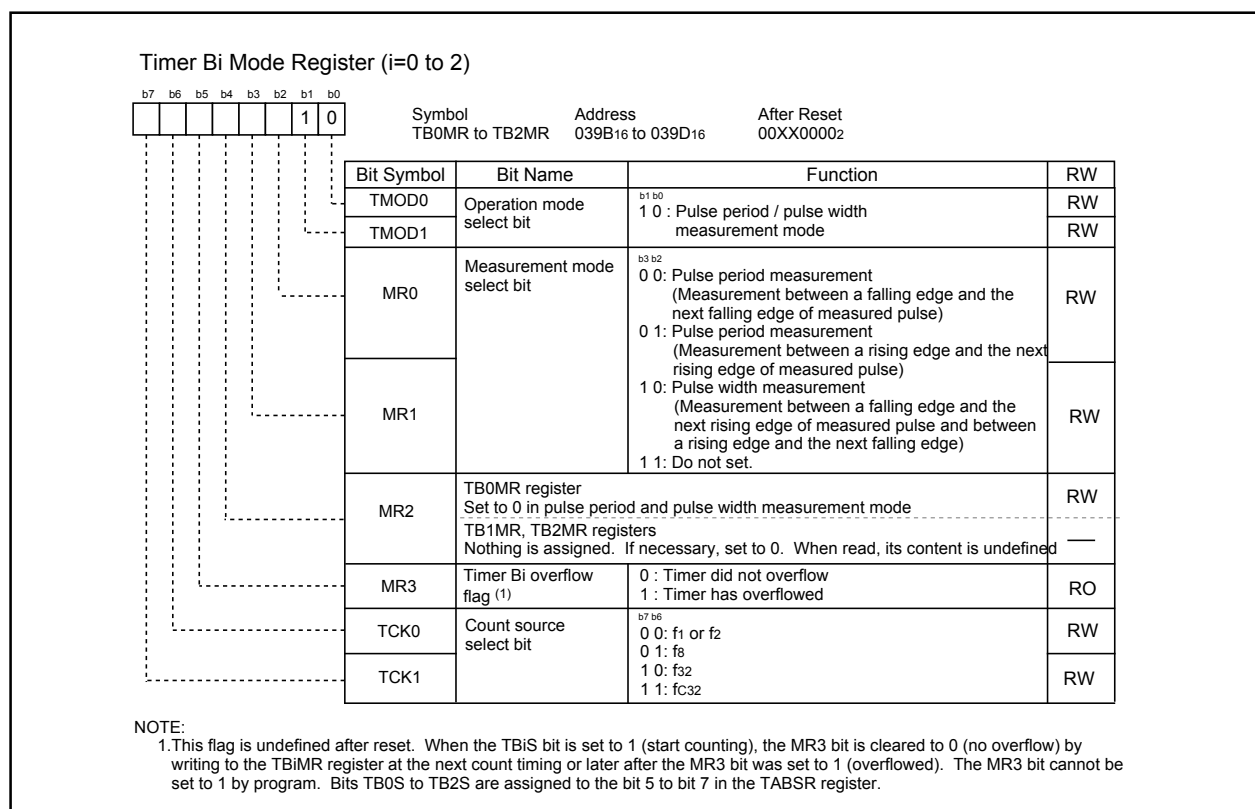 Timer Bi Mode Register (i=0 to 2)
b7 b6 b5 b4 b3 b2 b1 b0
1 0
Symbol Address After Reset
TB0MR to TB2MR 039B16 to 039D16 00XX00002
Bit Symbol Bit Name Function RW
TMOD0 Operation mode select bit
b1 b0
1 0 : Pulse period / pulse width
measurement mode
RW
TMOD1 RW
MR0 Measurement mode
select bit
b3 b2
0 0: Pulse period measurement
(Measurement between a falling edge and the
next falling edge of measured pulse)
0 1: Pulse period measurement
(Measurement between a rising edge and the next
rising edge of measured pulse)
RW
MR1
1 0: Pulse width measurement
(Measurement between a falling edge and the
next rising edge of measured pulse and between
a rising edge and the next falling edge)
1 1: Do not set.
RW
MR2
TB0MR register
Set to 0 in pulse period and pulse width measurement mode
RW
TB1MR, TB2MR registers
Nothing is assigned. If necessary, set to 0. When read, its content is undefined
—
MR3 Timer Bi overflow
flag (1)
0 : Timer did not overflow
1 : Timer has overflowed
RO
TCK0 Count source
select bit
b7 b6
0 0: f1 or f2
0 1: f8
RW
TCK1
1 0: f32
1 1: fC32
RW
NOTE:
1.This flag is undefined after reset. When the TBiS bit is set to 1 (start counting), the MR3 bit is cleared to 0 (no overflow) by
writing to the TBiMR register at the next count timing or later after the MR3 bit was set to 1 (overflowed). The MR3 bit cannot be
set to 1 by program. Bits TB0S to TB2S are assigned to the bit 5 to bit 7 in the TABSR register.